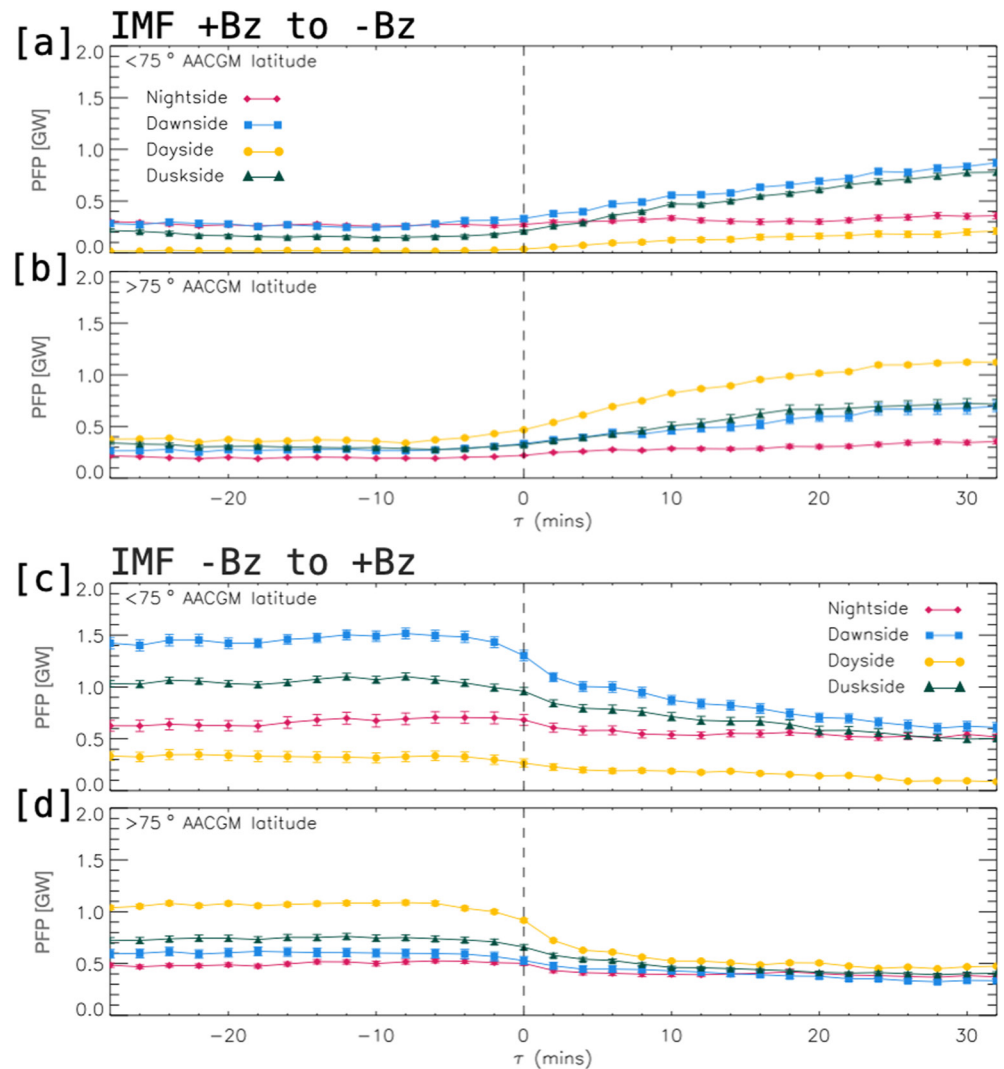 IMF +Bz to -Bz
[a]
<75° AACGM latitude
Nightside
Dawnside
Dayside
Duskside
PFP [GW]
2.0
1.5
1.0
0.5
0.0
[b]
>75° AACGM latitude
PFP [GW]
2.0
1.5
1.0
0.5
0.0
−20 −10 0 10 20 30
τ (mins)
IMF -Bz to +Bz
[c]
<75° AACGM latitude
Nightside
Dawnside
Dayside
Duskside
PFP [GW]
2.0
1.5
1.0
0.5
0.0
[d]
>75° AACGM latitude
PFP [GW]
2.0
1.5
1.0
0.5
0.0
−20 −10 0 10 20 30
τ (mins)